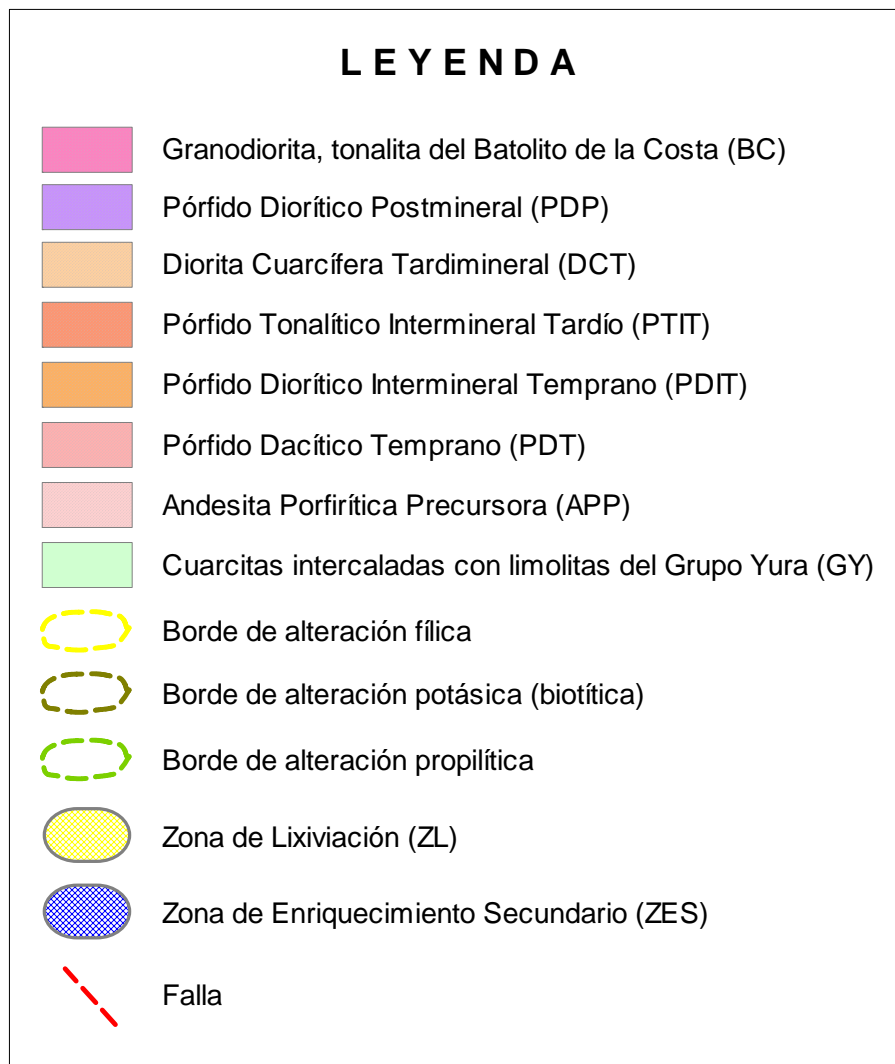 LEYENDA
Granodiorita, tonalita del Batolito de la Costa (BC)
Pórfido Diorítico Postmineral (PDP)
Diorita Cuarcífera Tardimineral (DCT)
Pórfido Tonalítico Intermineral Tardío (PTIT)
Pórfido Diorítico Intermineral Temprano (PDIT)
Pórfido Dacítico Temprano (PDT)
Andesita Porfirítica Precursora (APP)
Cuarcitas intercaladas con limolitas del Grupo Yura (GY)
Borde de alteración fílica
Borde de alteración potásica (biotítica)
Borde de alteración propilítica
Zona de Lixiviación (ZL)
Zona de Enriquecimiento Secundario (ZES)
Falla